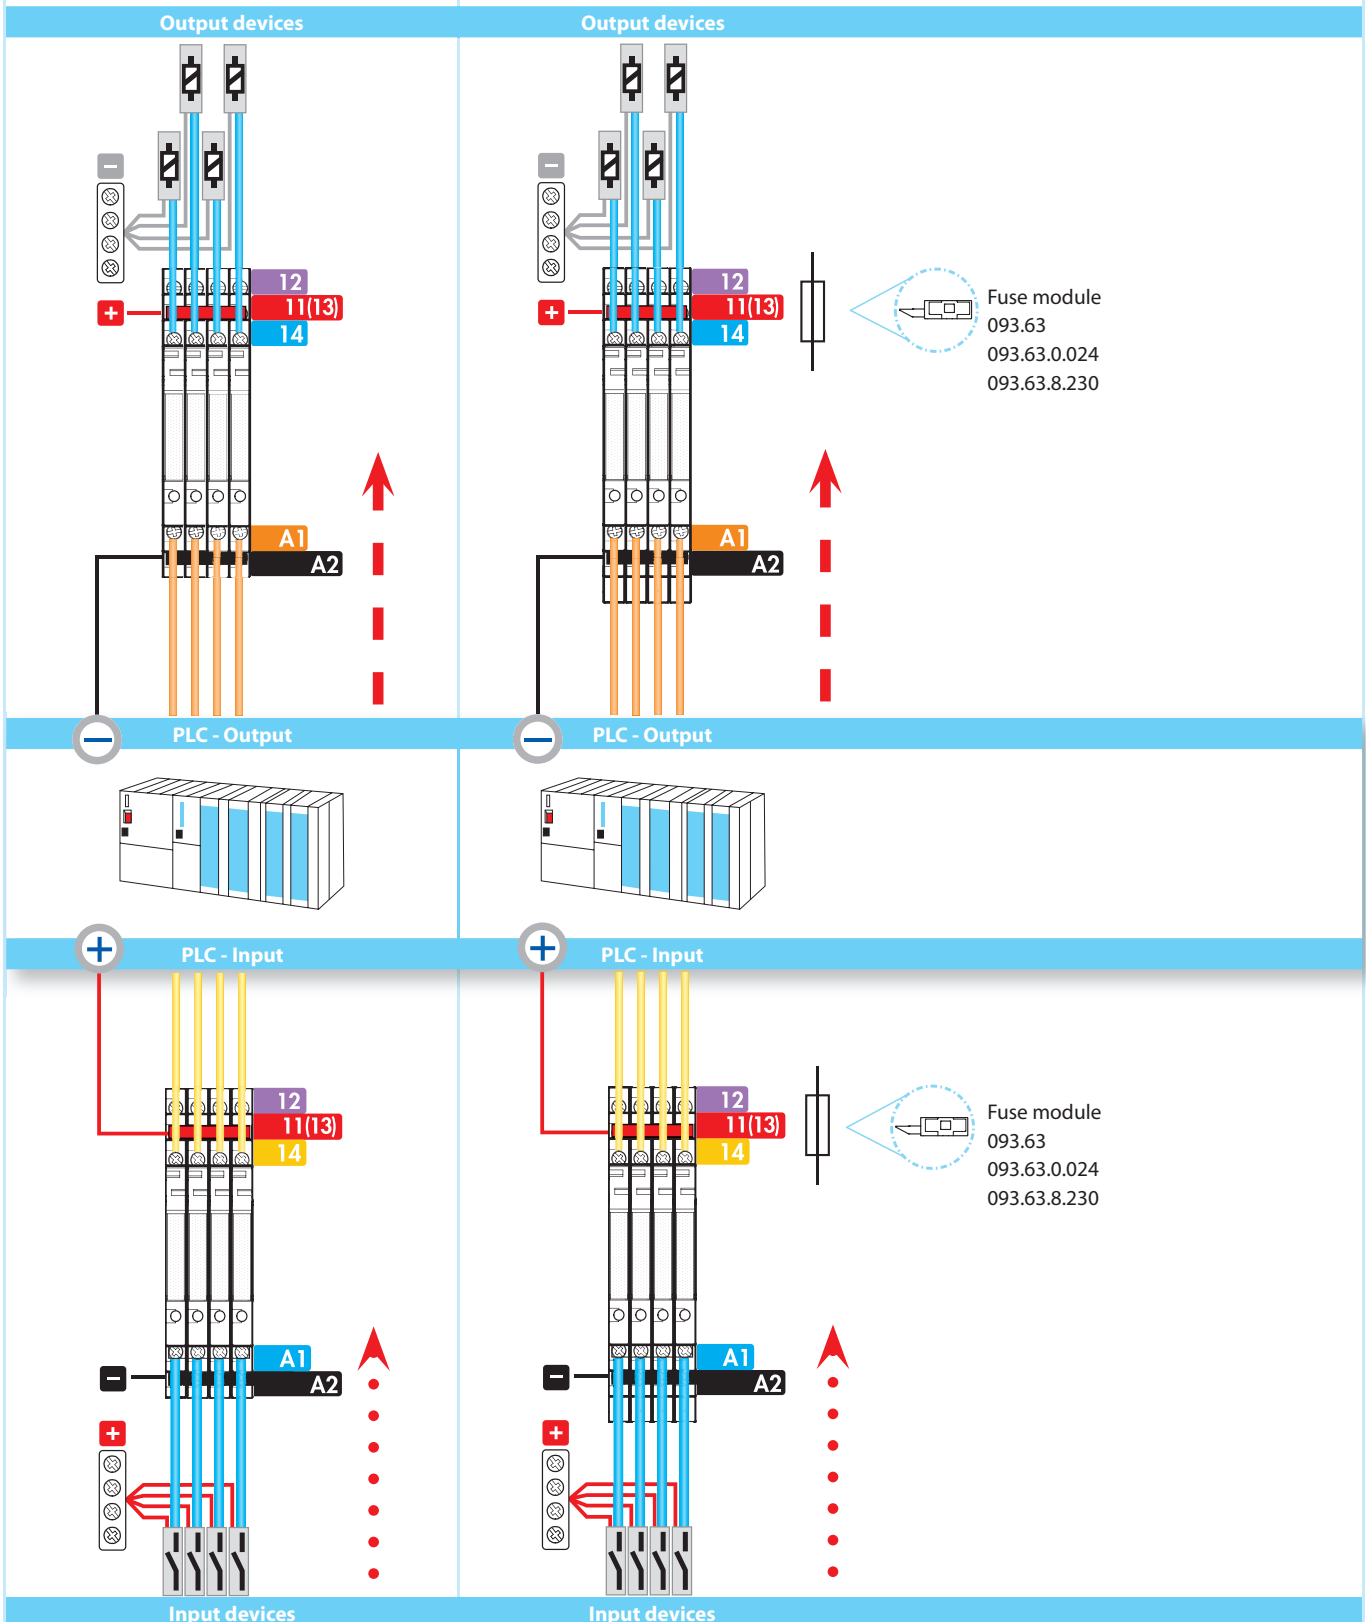 Output devices
Output devices
−
−
12
11(13)
14
+
12
11(13)
14
+
Fuse module
093.63
093.63.0.024
093.63.8.230
A1
A2
A1
A2
− PLC - Output
− PLC - Output
+ PLC - Input
+ PLC - Input
12
11(13)
14
12
11(13)
14
Fuse module
093.63
093.63.0.024
093.63.8.230
A1
A2
−
+
A1
A2
−
+
Input devices
Input devices